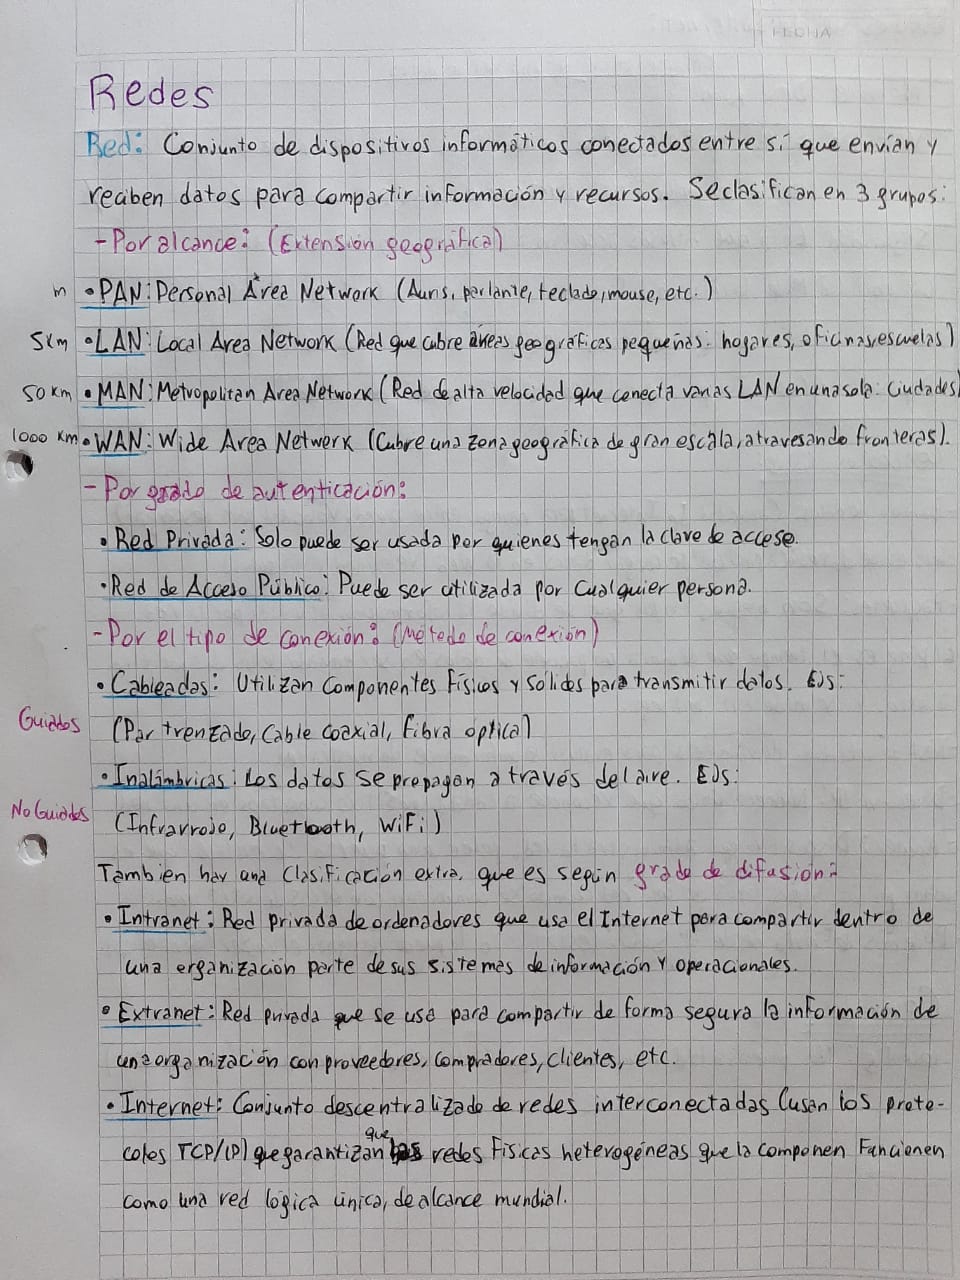 FECHA
Redes
Red: Conjunto de dispositivos informáticos conectados entre sí que envían y
reciben datos para compartir información y recursos. Se clasifican en 3 grupos:
- Por alcance: (Extensión geográfica)
m • PAN: Personal Área Network (Auris, parlante, teclado, mouse, etc.)
5km • LAN: Local Area Network (Red que cubre áreas geográficas pequeñas: hogares, oficinas, escuelas)
50 km • MAN: Metropolitan Area Network (Red de alta velocidad que conecta varias LAN en una sola: Ciudades)
1000 km • WAN: Wide Area Network (Cubre una zona geográfica de gran escala, atravesando fronteras).
- Por grado de autenticación:
• Red Privada: Solo puede ser usada por quienes tengan la clave de acceso.
• Red de Acceso Público: Puede ser utilizada por cualquier persona.
- Por el tipo de conexión: (Método de conexión)
• Cableadas: Utilizan componentes físicos y sólidos para transmitir datos. EJs:
Guiados (Par trenzado, Cable coaxial, fibra optica)
• Inalámbricas: Los datos se propagan a través del aire. EJs:
No Guiados (Infrarrojo, Bluetooth, WiFi)
Tambien hay una clasificación extra, que es según grado de difusión:
• Intranet: Red privada de ordenadores que usa el Internet para compartir dentro de
una organización parte de sus sistemas de información y operacionales.
• Extranet: Red privada que se usa para compartir de forma segura la información de
una organización con proveedores, compradores, clientes, etc.
• Internet: Conjunto descentralizado de redes interconectadas (usan los proto-
colos TCP/IP) que garantizan que las redes físicas heterogéneas que la componen funcionen
como una red lógica única, de alcance mundial.